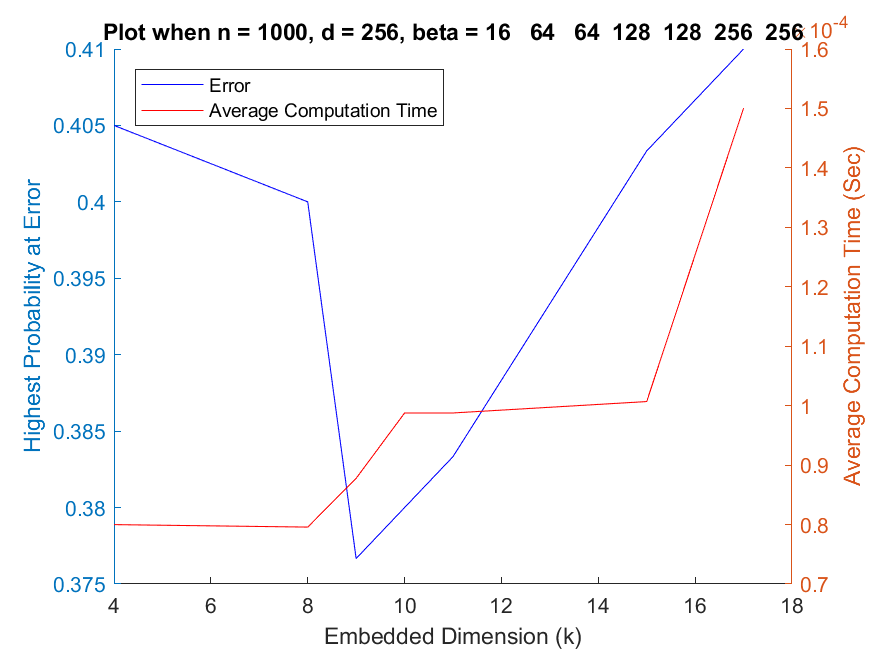 Plot when n = 1000, d = 256, beta = 16 64 64 128 128 256 256
×10-4
Error
Average Computation Time
0.41
0.405
0.4
0.395
0.39
0.385
0.38
0.375
Highest Probability at Error
1.6
1.5
1.4
1.3
1.2
1.1
1
0.9
0.8
0.7
Average Computation Time (Sec)
4 6 8 10 12 14 16 18
Embedded Dimension (k)